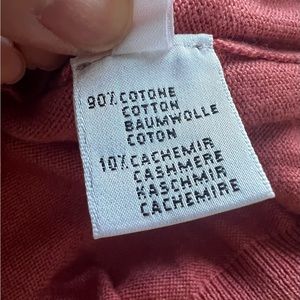 90% COTONE
COTTON
BAUMWOLLE
COTON
10% CACHEMIR
CASHMERE
KASCHMIR
CACHEMIRE